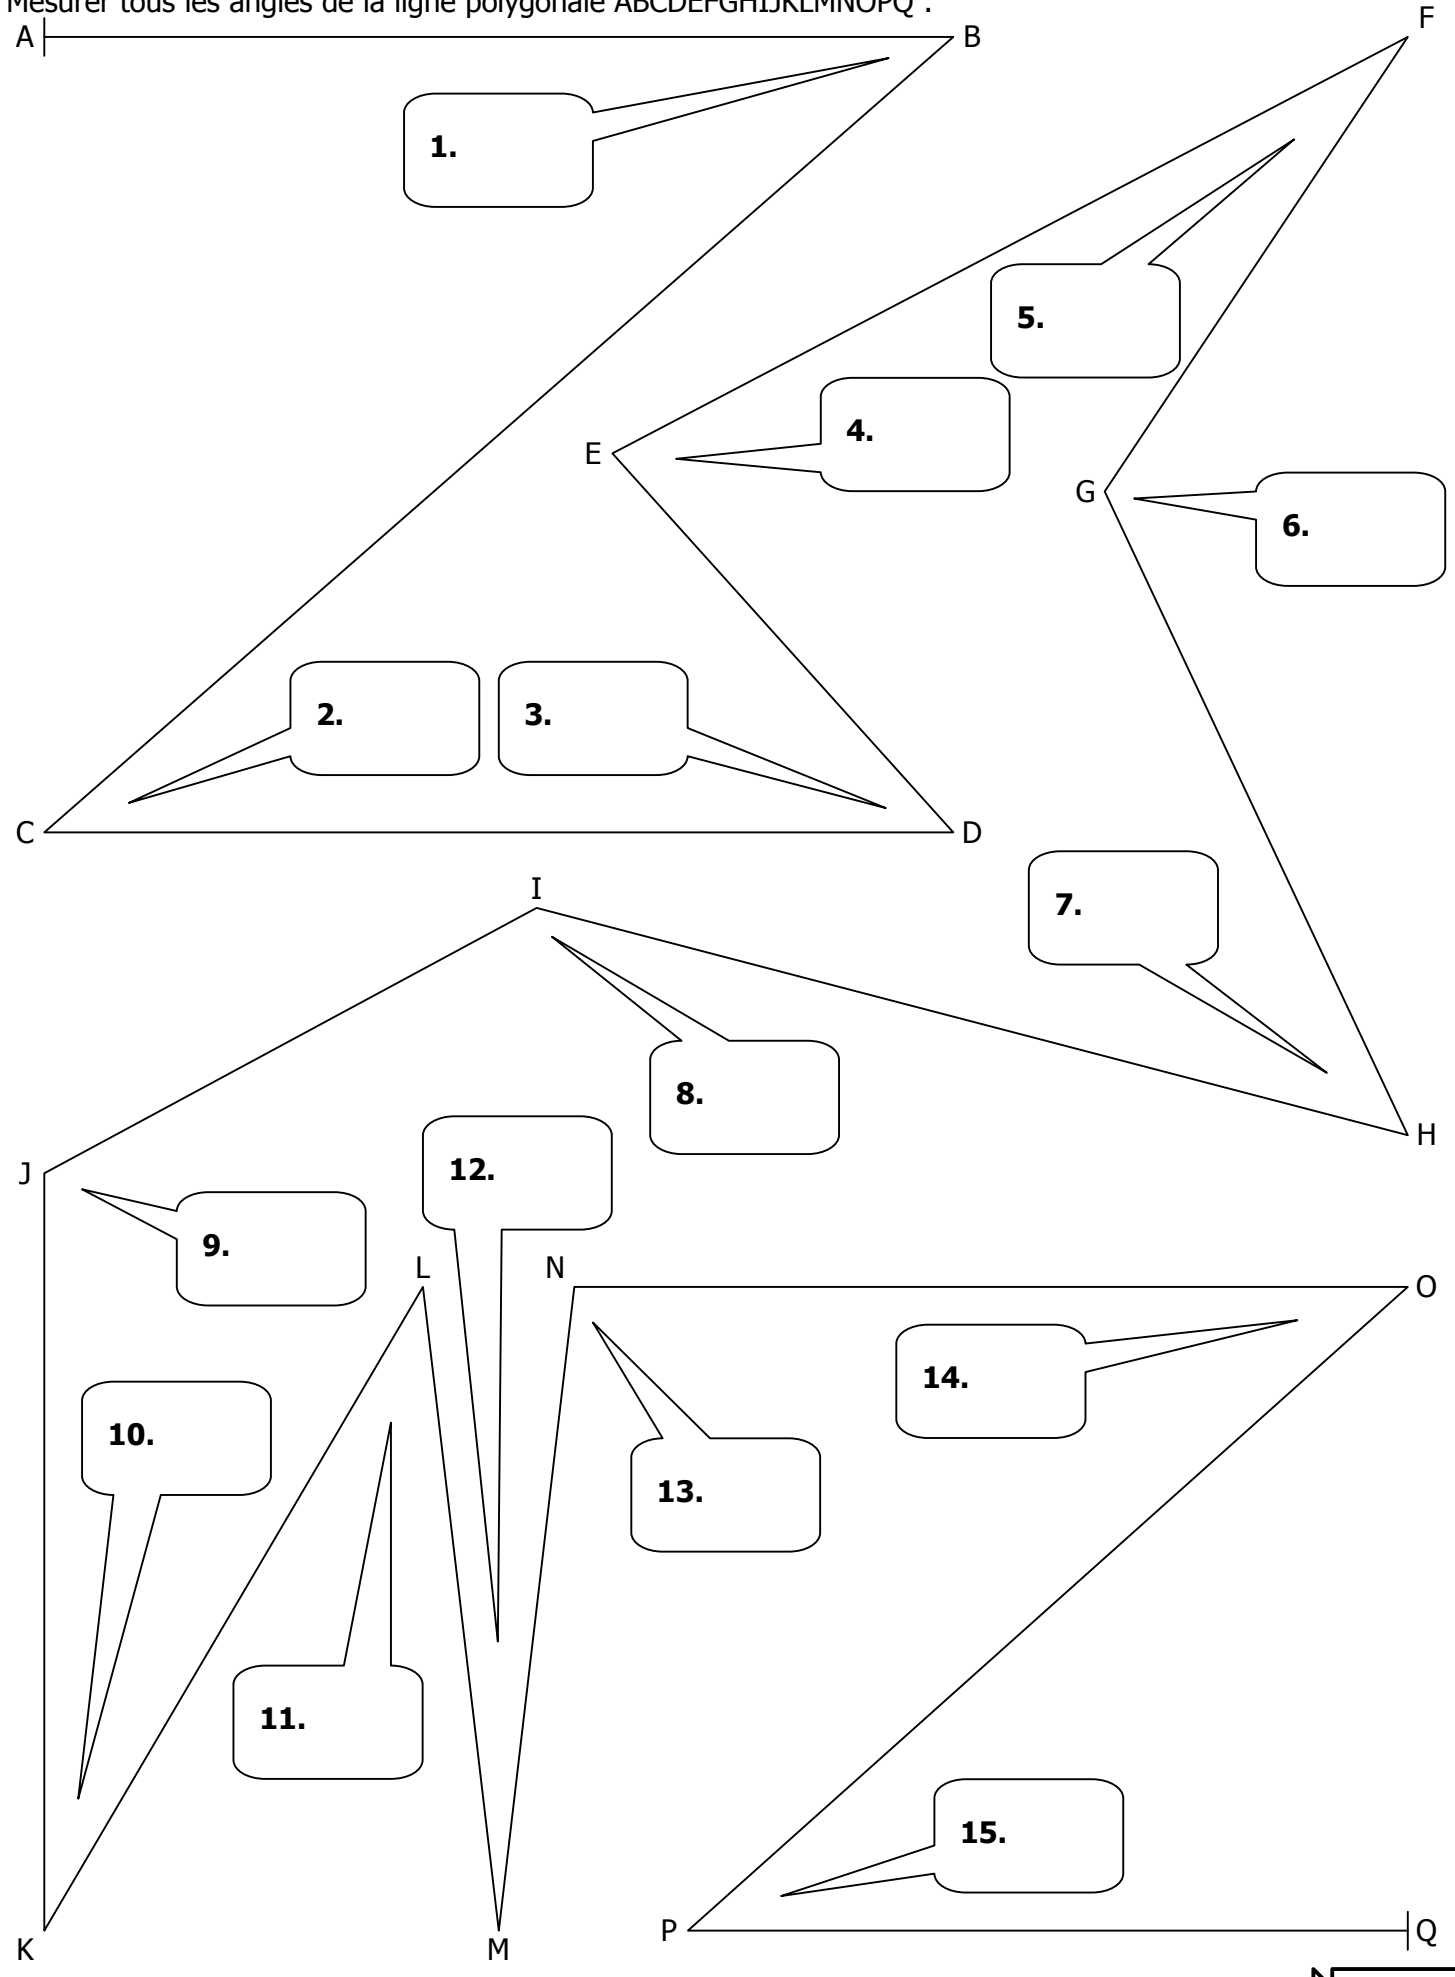 Mesurer tous les angles de la ligne polygonale ABCDEFGHIJKLMNOPQ .
F
A
B
1.
5.
4.
E
G
6.
2.
3.
C
D
I
7.
8.
H
J
12.
9.
L
N
O
14.
10.
13.
11.
15.
P
Q
K
M